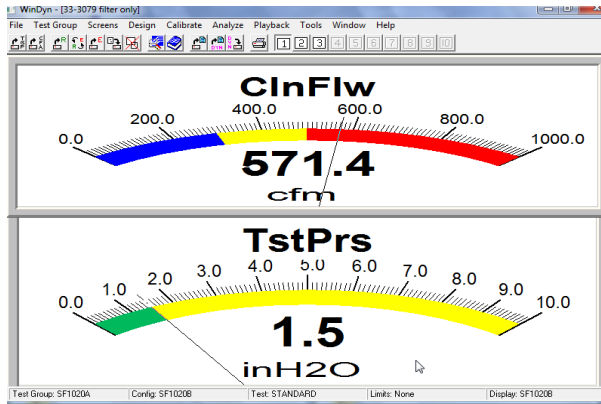 WinDyn - [33-3079 filter only]
File Test Group Screens Design Calibrate Analyze Playback Tools Window Help
1 2 3 4 5 6 7 8 9 10
ClnFlw
0.0 200.0 400.0 600.0 800.0 1000.0
571.4
cfm
TstPrs
0.0 1.0 2.0 3.0 4.0 5.0 6.0 7.0 8.0 9.0 10.0
1.5
inH2O
Test Group: SF1020A Config: SF1020B Test: STANDARD Limits: None Display: SF1020B